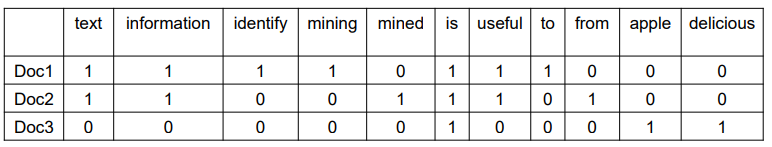 text information identify mining mined is useful to from apple delicious
Doc1 1 1 1 1 0 1 1 1 0 0 0
Doc2 1 1 0 0 1 1 1 0 1 0 0
Doc3 0 0 0 0 0 1 0 0 0 1 1